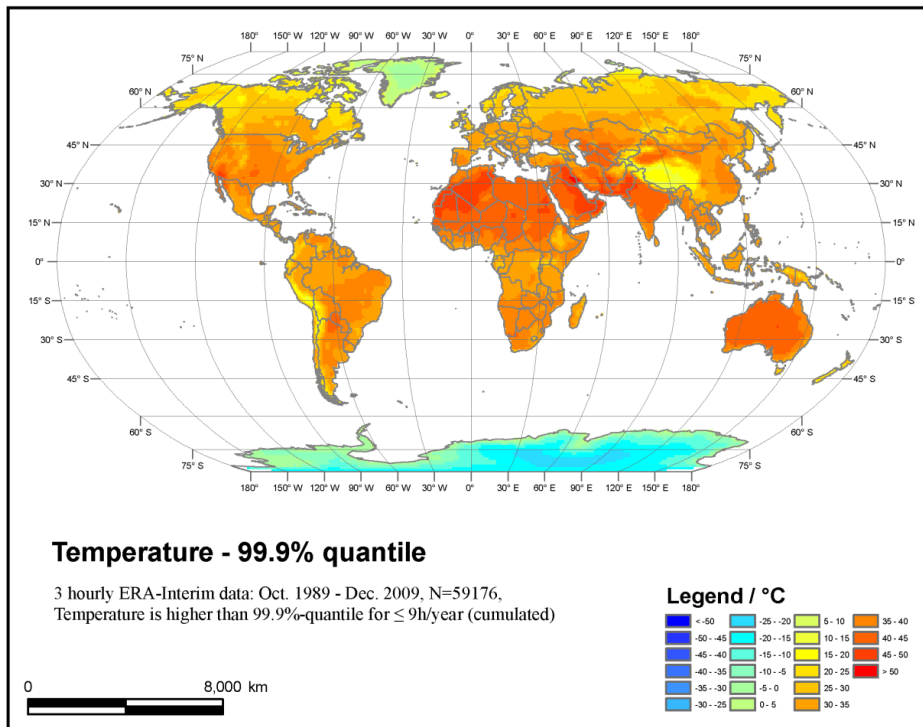 180° 150° W 120° W 90° W 60° W 30° W 0° 30° E 60° E 90° E 120° E 150° E 180°
75° N 75° N
60° N 60° N
45° N 45° N
30° N 30° N
15° N 15° N
0° 0°
15° S 15° S
30° S 30° S
45° S 45° S
60° S 60° S
75° S 75° S
180° 150° W 120° W 90° W 60° W 30° W 0° 30° E 60° E 90° E 120° E 150° E 180°
Temperature - 99.9% quantile
3 hourly ERA-Interim data: Oct. 1989 - Dec. 2009, N=59176,
Temperature is higher than 99.9%-quantile for ≤ 9h/year (cumulated)
Legend / °C
< -50 -25 - -20 5 - 10 35 - 40
-50 - -45 -20 - -15 10 - 15 40 - 45
-45 - -40 -15 - -10 15 - 20 45 - 50
-40 - -35 -10 - -5 20 - 25 > 50
-35 - -30 -5 - 0 25 - 30
-30 - -25 0 - 5 30 - 35
0 8,000 km